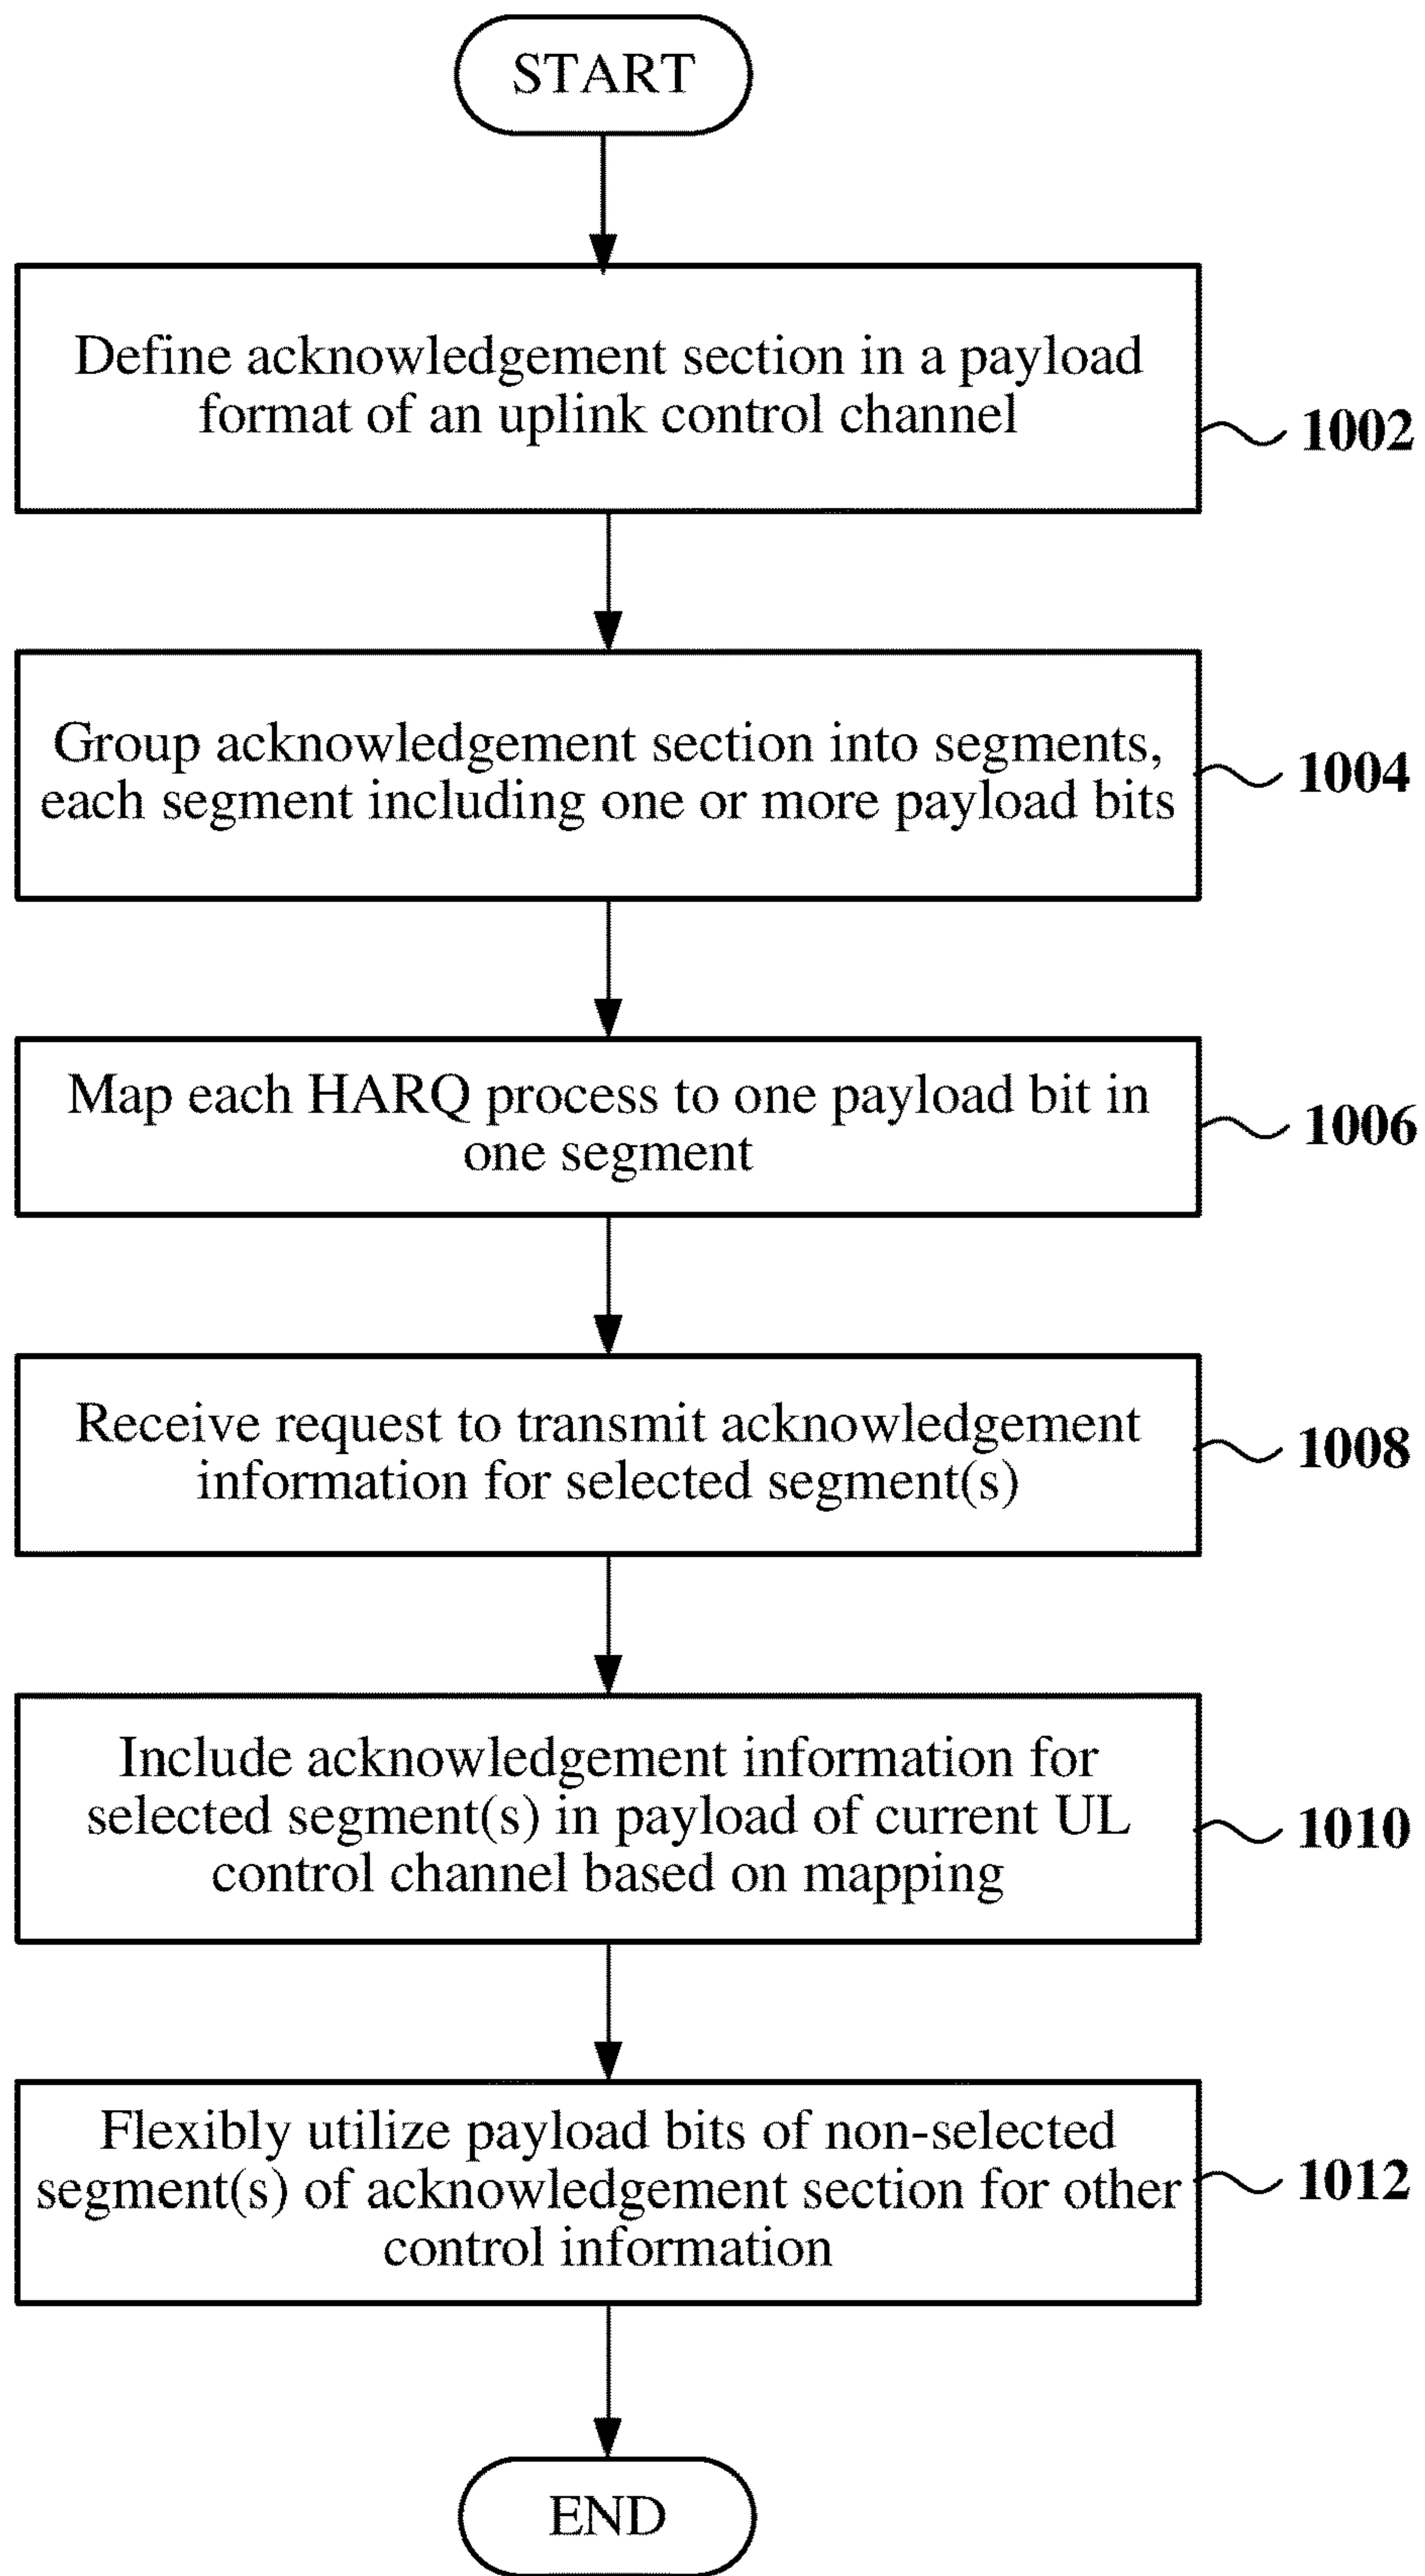 START
Define acknowledgement section in a payload
format of an uplink control channel
1002
Group acknowledgement section into segments,
each segment including one or more payload bits
1004
Map each HARQ process to one payload bit in
one segment
1006
Receive request to transmit acknowledgement
information for selected segment(s)
1008
Include acknowledgement information for
selected segment(s) in payload of current UL
control channel based on mapping
1010
Flexibly utilize payload bits of non-selected
segment(s) of acknowledgement section for other
control information
1012
END